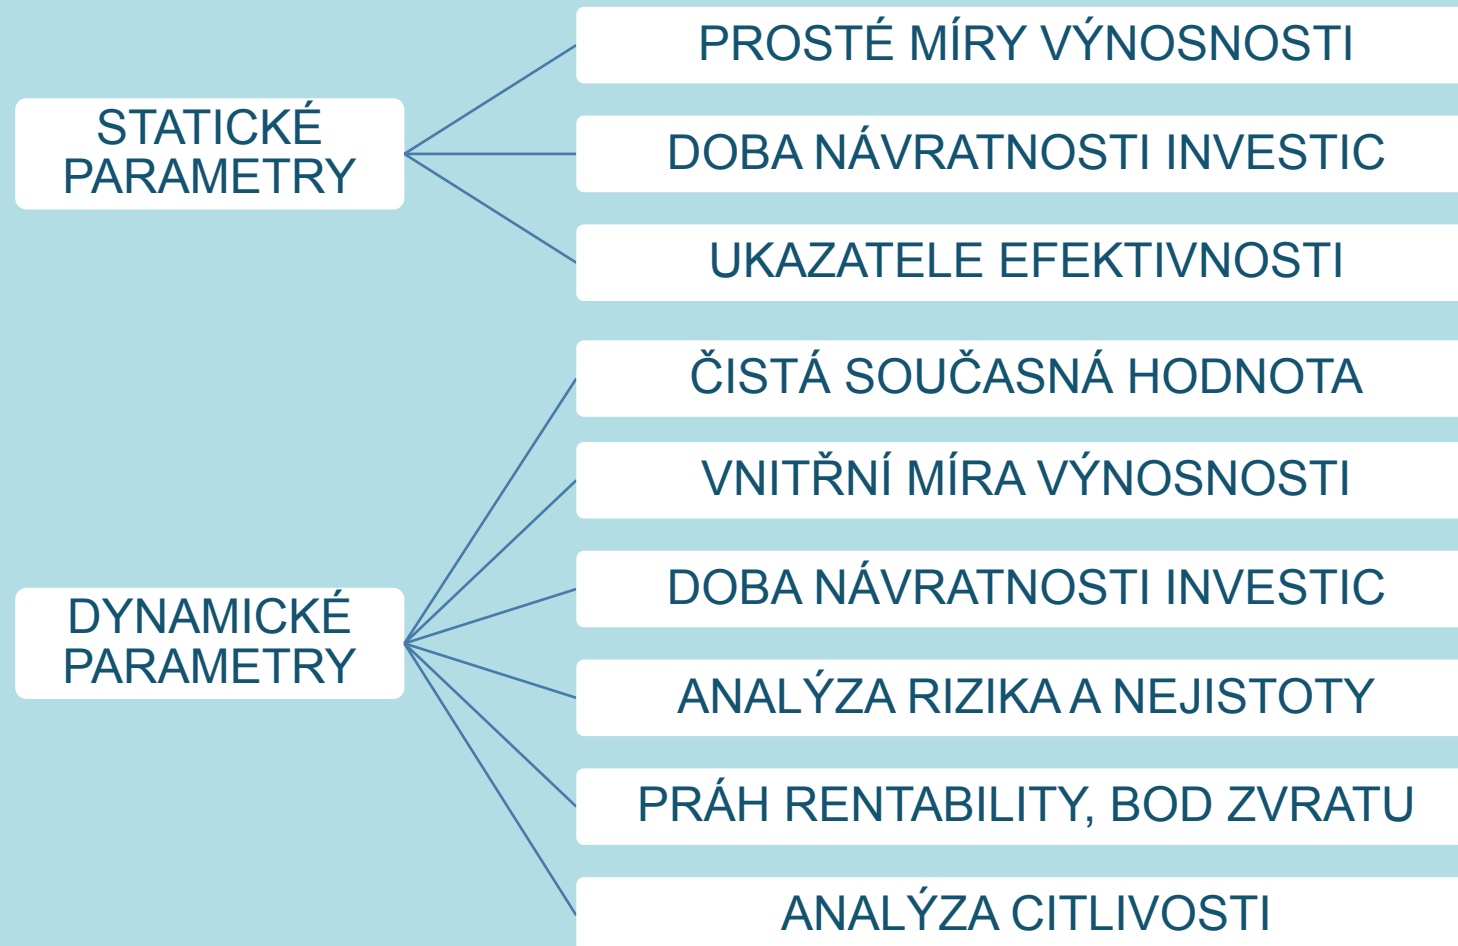 STATICKÉ
PARAMETRY
PROSTÉ MÍRY VÝNOSNOSTI
DOBA NÁVRATNOSTI INVESTIC
UKAZATELE EFEKTIVNOSTI
DYNAMICKÉ
PARAMETRY
ČISTÁ SOUČASNÁ HODNOTA
VNITŘNÍ MÍRA VÝNOSNOSTI
DOBA NÁVRATNOSTI INVESTIC
ANALÝZA RIZIKA A NEJISTOTY
PRÁH RENTABILITY, BOD ZVRATU
ANALÝZA CITLIVOSTI